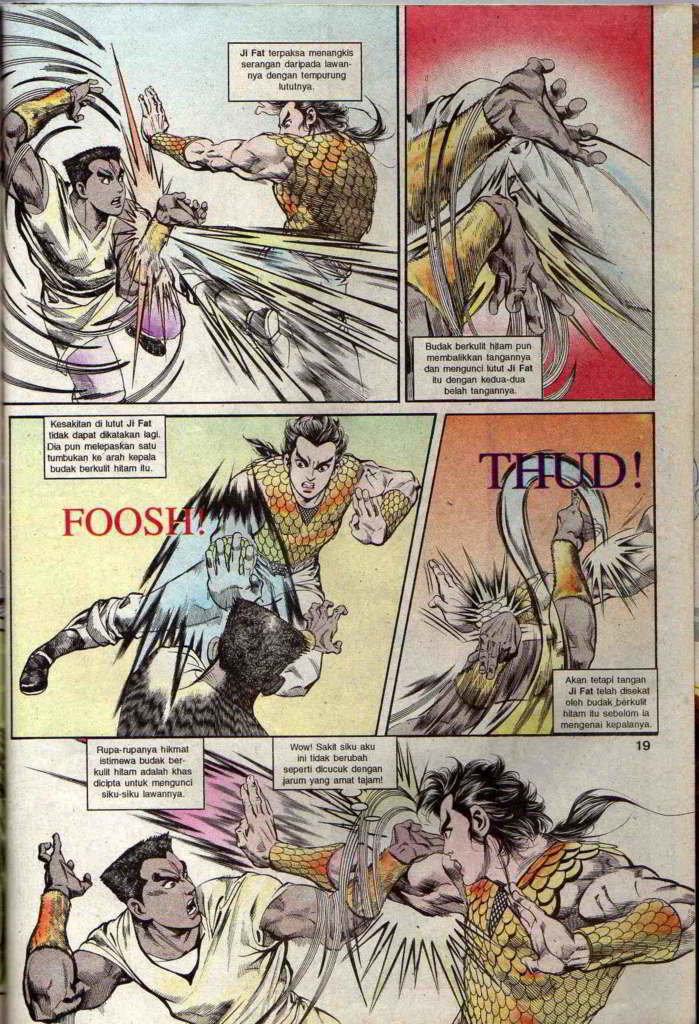 Ji Fat terpaksa menangkis
serangan daripada lawan-
nya dengan tempurung
lututnya.
Budak berkulit hitam pun
membalikkan tangannya
dan mengunci lutut Ji Fat
itu dengan kedua-dua
belah tangannya.
Kesakitan di lutut Ji Fat
tidak dapat dikatakan lagi.
Dia pun melepaskan satu
tumbukan ke arah kepala
budak berkulit hitam itu.
FOOSH!
THUD!
Akan tetapi tangan
Ji Fat telah disekat
oleh budak berkulit
hitam itu sebelum ia
mengenai kepalanya.
19
Rupa-rupanya hikmat
istimewa budak ber-
kulit hitam adalah khas
dicipta untuk mengunci
siku-siku lawannya.
Wow! Sakit siku aku
ini tidak berubah
seperti dicucuk dengan
jarum yang amat tajam!